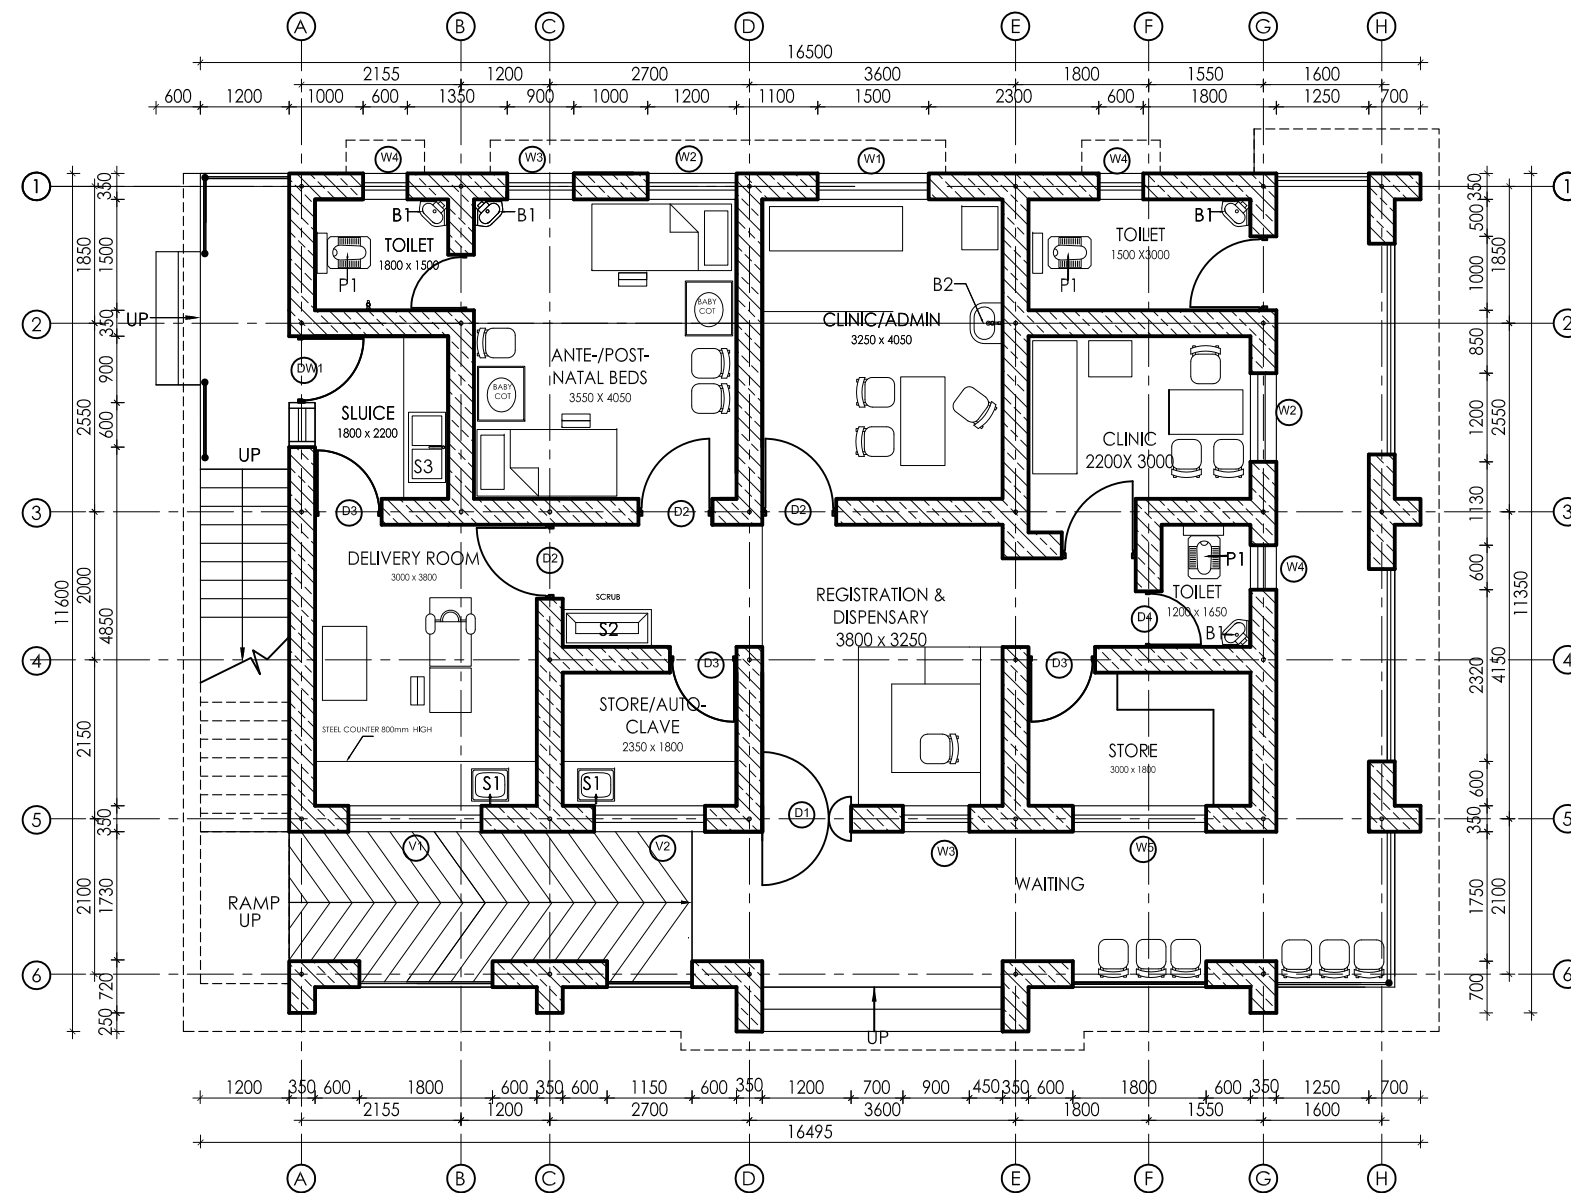 A B C D E F G H
16500
2155 1200 2700 3600 1800 1550 1600
600 1200 1000 600 1350 900 1000 1200 1100 1500 2300 600 1800 1250 700
W4 W3 W2 W1 W4
1 350 350 1
B1 B1 B1
500
TOILET
1800 x 1500
P1
TOILET
1500 X3000
P1
1850 1500
1000 1850
B2
BABY
COT
UP
2 350 2
CLINIC/ADMIN
3250 x 4050
850
ANTE-/POST-
NATAL BEDS
3550 X 4050
DW1
900
BABY
COT
SLUICE
1800 x 2200
2550 600
W2
1200 2550
CLINIC
2200X 3000
UP
S3
3 D3 D2 D2 1130 3
DELIVERY ROOM
3000 x 3800
D2
P1
W4
600
TOILET
1200 x 1650
11600 2000 4850
SCRUB
S2
REGISTRATION &
DISPENSARY
3800 x 3250
D4
B1
11350
4 D3 D3 4
2320 4150
STORE/AUTO-
CLAVE
2350 x 1800
STEEL COUNTER 800mm HIGH
2150
STORE
3000 x 1800
S1 S1
600
5 350 D1 350 5
V1 V2 W3 W5
RAMP
UP
WAITING
2100 1730
1750 2100
6 6
720
700
250
UP
1200 350 600 1800 600 350 600 1150 600 350 1200 700 900 450 350 600 1800 600 350 1250 700
2155 1200 2700 3600 1800 1550 1600
16495
A B C D E F G H